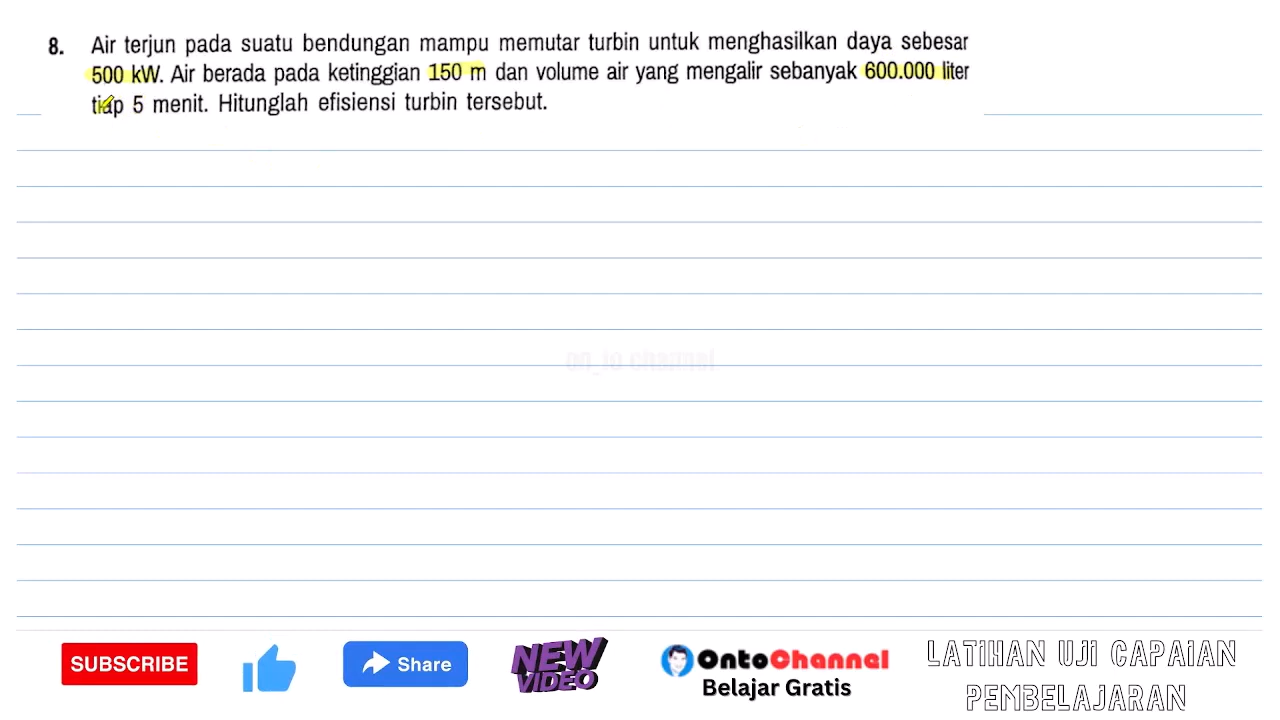 8. Air terjun pada suatu bendungan mampu memutar turbin untuk menghasilkan daya sebesar
500 kW. Air berada pada ketinggian 150 m dan volume air yang mengalir sebanyak 600.000 liter
tiap 5 menit. Hitunglah efisiensi turbin tersebut.
SUBSCRIBE
Share
NEW
VIDEO
OntoChannel
Belajar Gratis
LATIHAN UJI CAPAIAN
PEMBELAJARAN